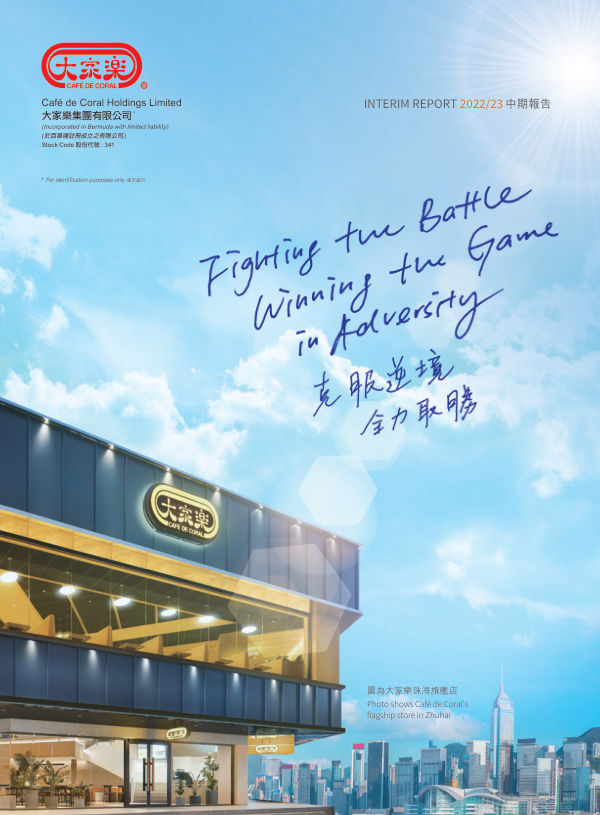 大家樂
CAFÉ DE CORAL
®
Café de Coral Holdings Limited
大家樂集團有限公司*
(Incorporated in Bermuda with limited liability)
(於百慕達註冊成立之有限公司)
Stock Code 股份代號 : 341
* For identification purposes only 僅供識別
INTERIM REPORT 2022/23 中期報告
Fighting the Battle
Winning the Game
in Adversity
克服逆境
全力取勝
大家樂
CAFÉ DE CORAL
圖為大家樂珠海旗艦店
Photo shows Café de Coral's
flagship store in Zhuhai